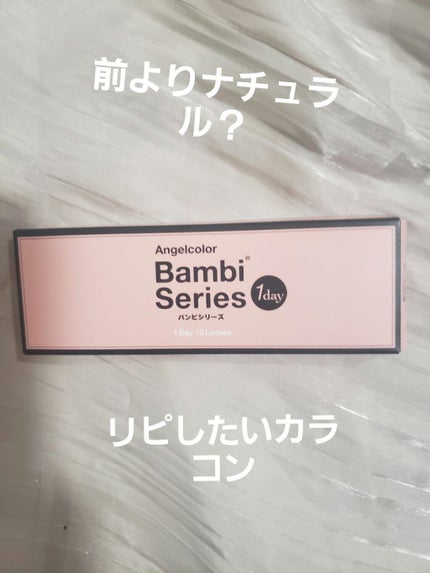 前よりナチュラ
ル？
Angelcolor
Bambi
Series 1day
バンビシリーズ
1 Day 10 Lenses
リピしたいカラ
コン